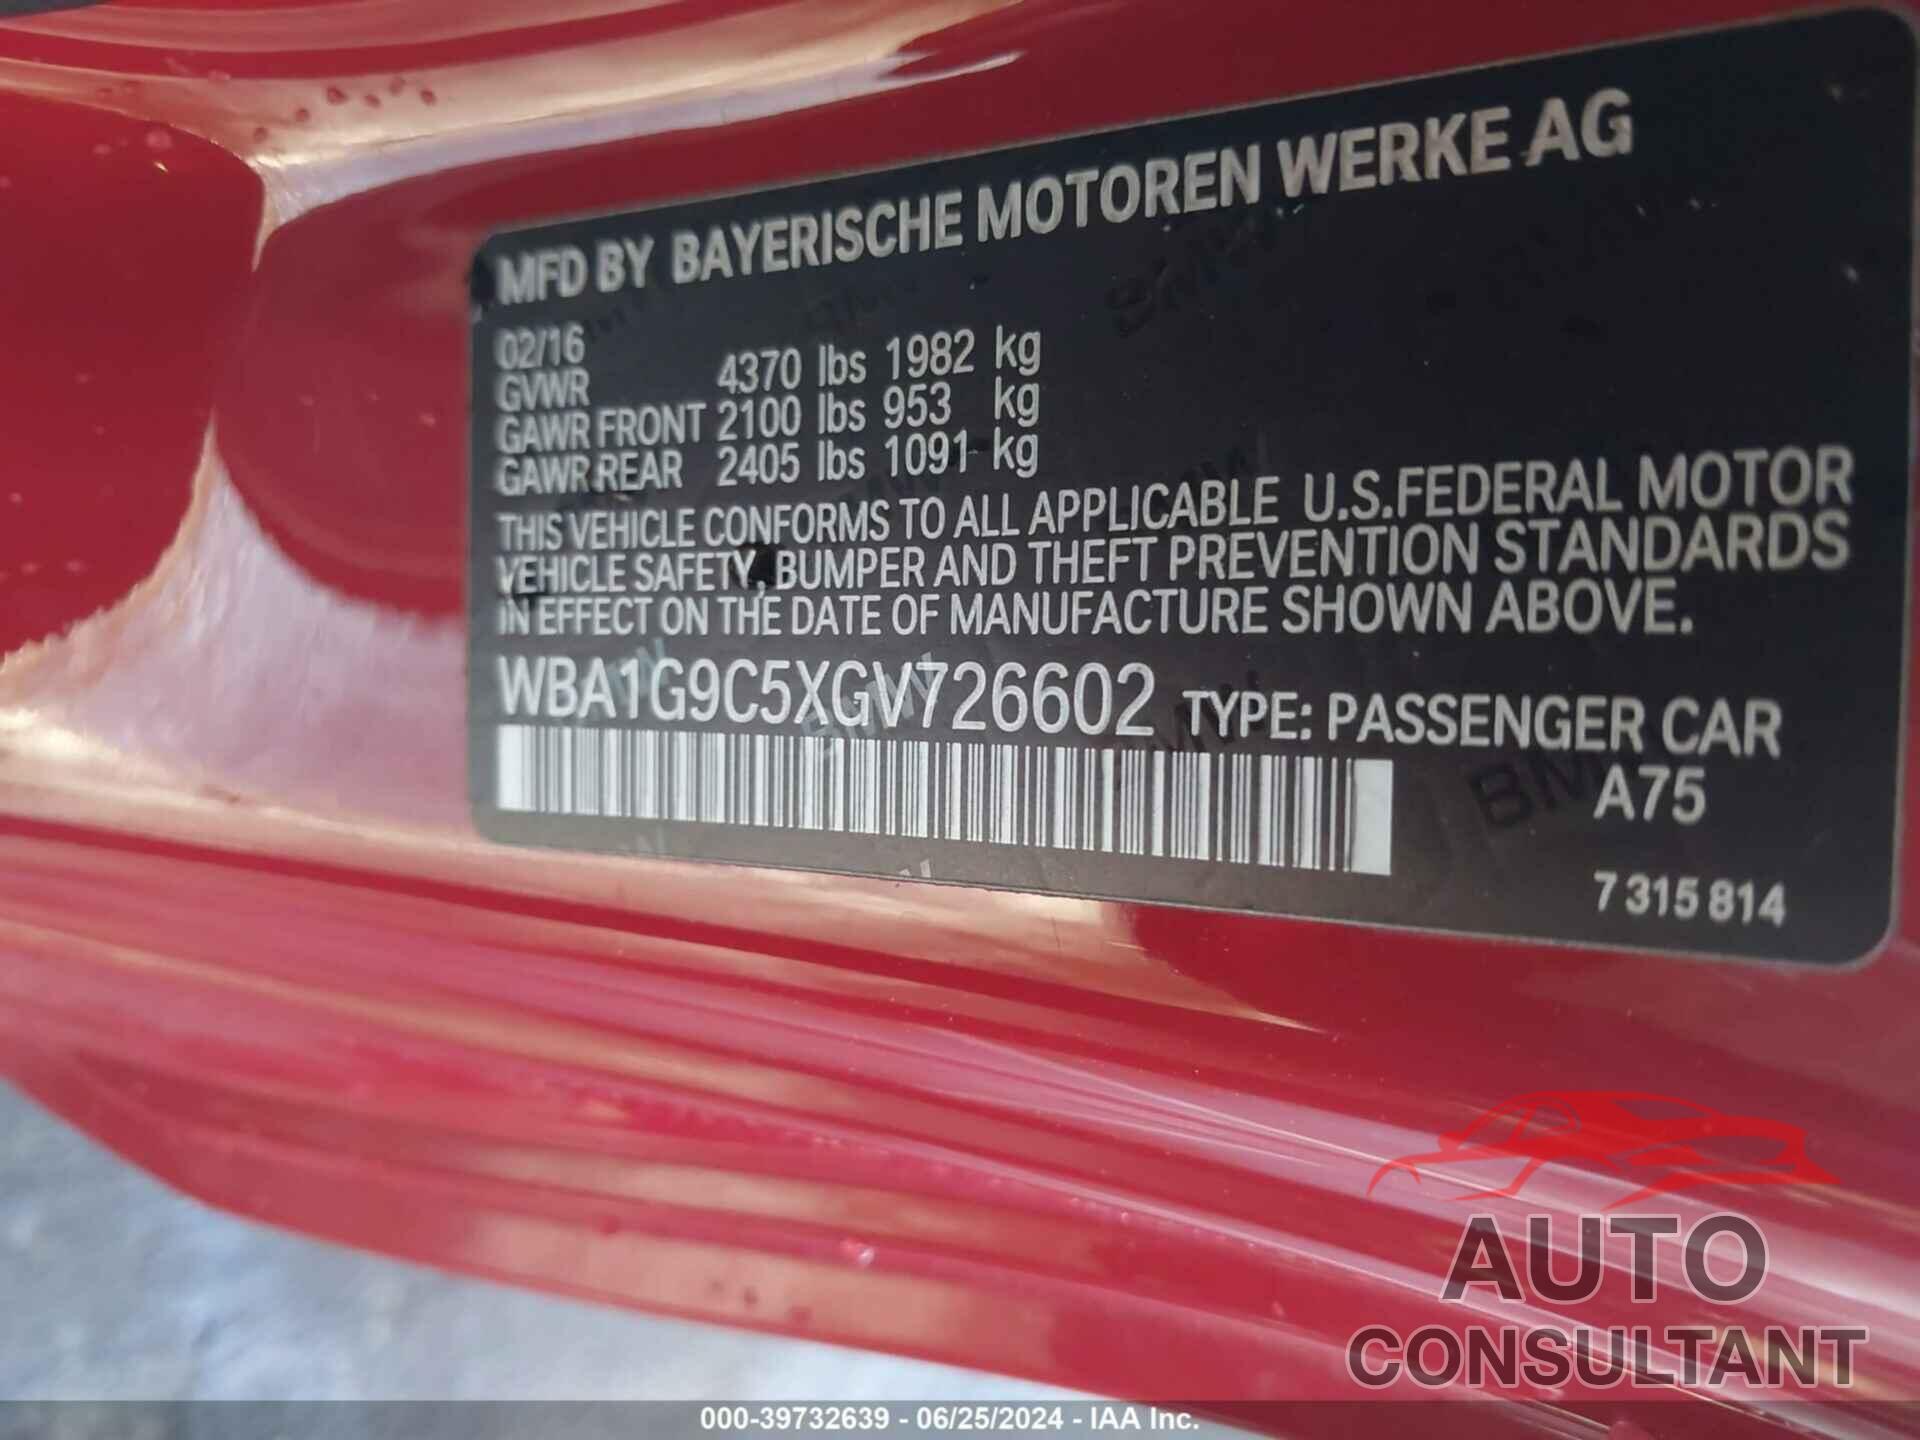 MFD BY BAYERISCHE MOTOREN WERKE AG
02/16
GVWR 4370 lbs 1982 kg
GAWR FRONT 2100 lbs 953 kg
GAWR REAR 2405 lbs 1091 kg
THIS VEHICLE CONFORMS TO ALL APPLICABLE U.S.FEDERAL MOTOR
VEHICLE SAFETY, BUMPER AND THEFT PREVENTION STANDARDS
IN EFFECT ON THE DATE OF MANUFACTURE SHOWN ABOVE.
WBA1G9C5XGV726602 TYPE: PASSENGER CAR
A75
7 315 814
AUTO
CONSULTANT
000-39732639 - 06/25/2024 - IAA Inc.